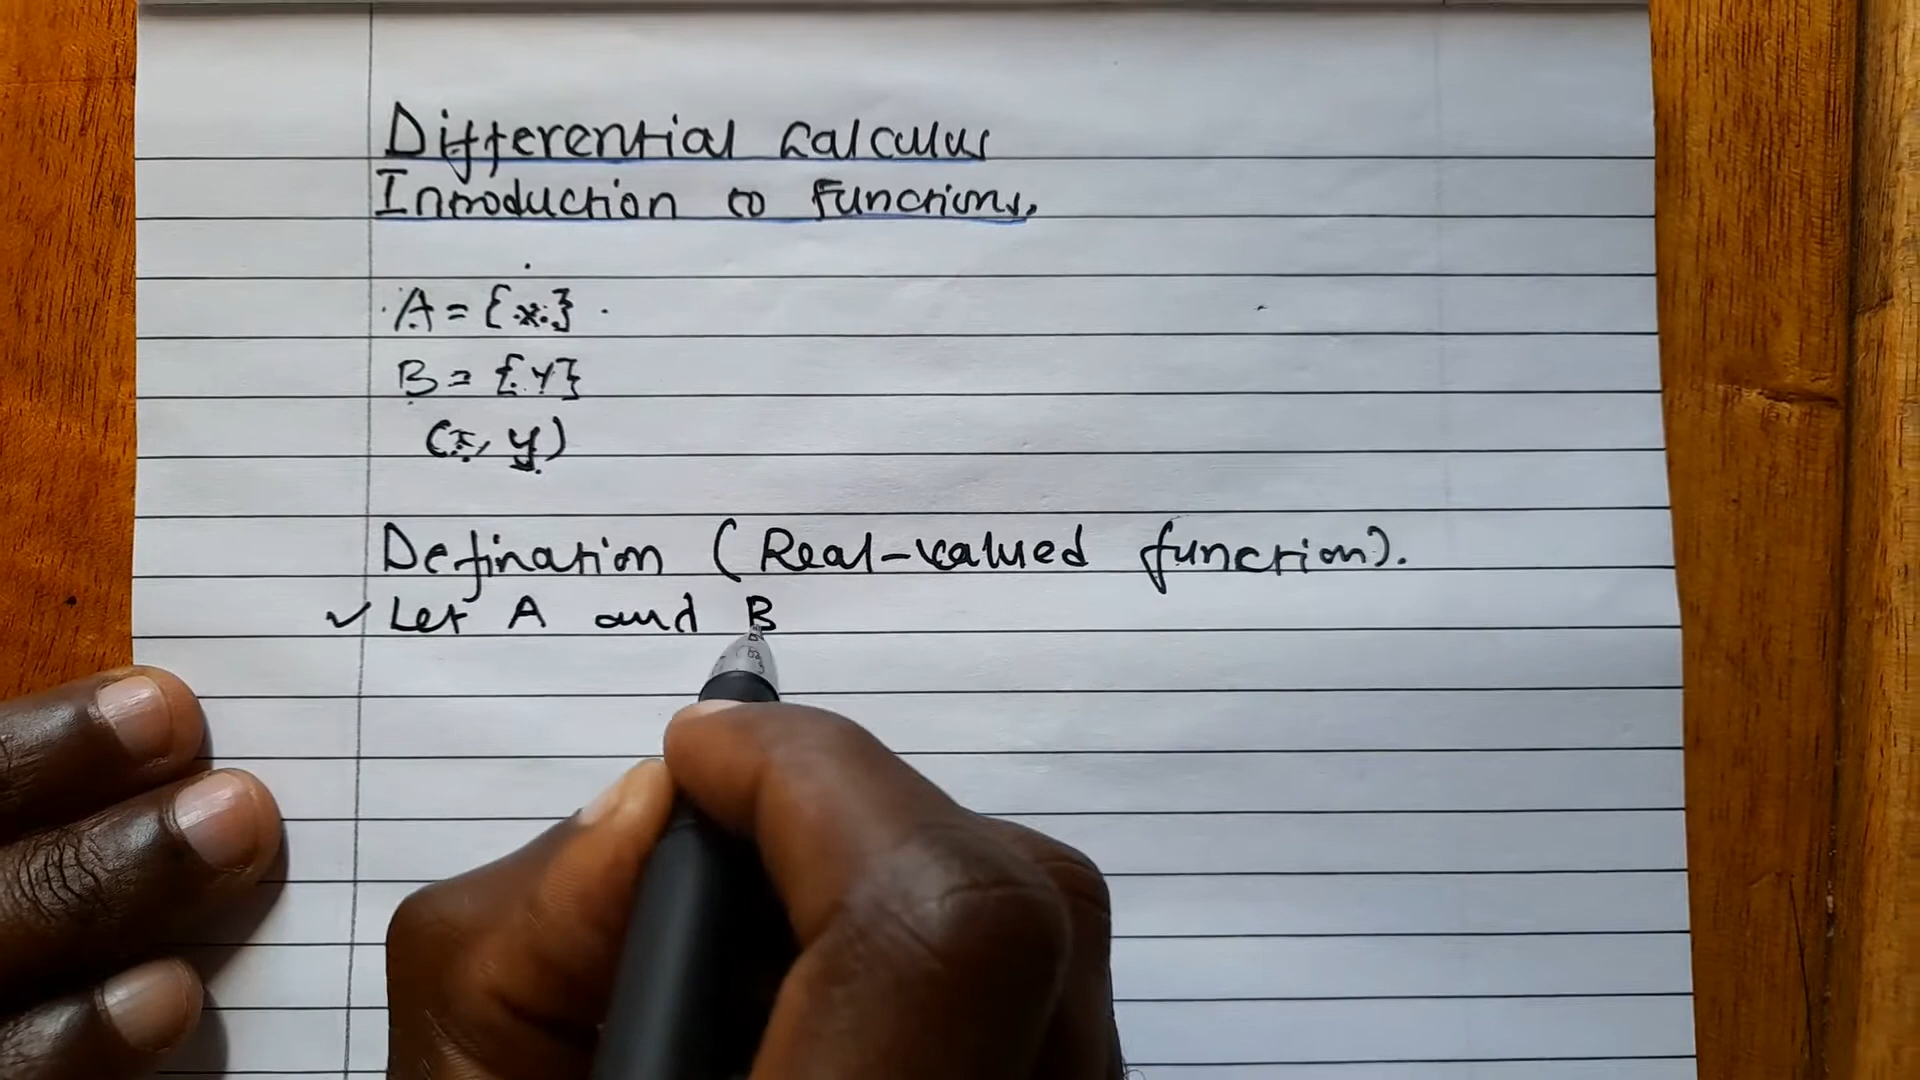 Differential Calculus
Introduction to Functions.
A = {x}
B = {Y}
(x, y)
Defination (Real-valued function).
✓ Let A and B